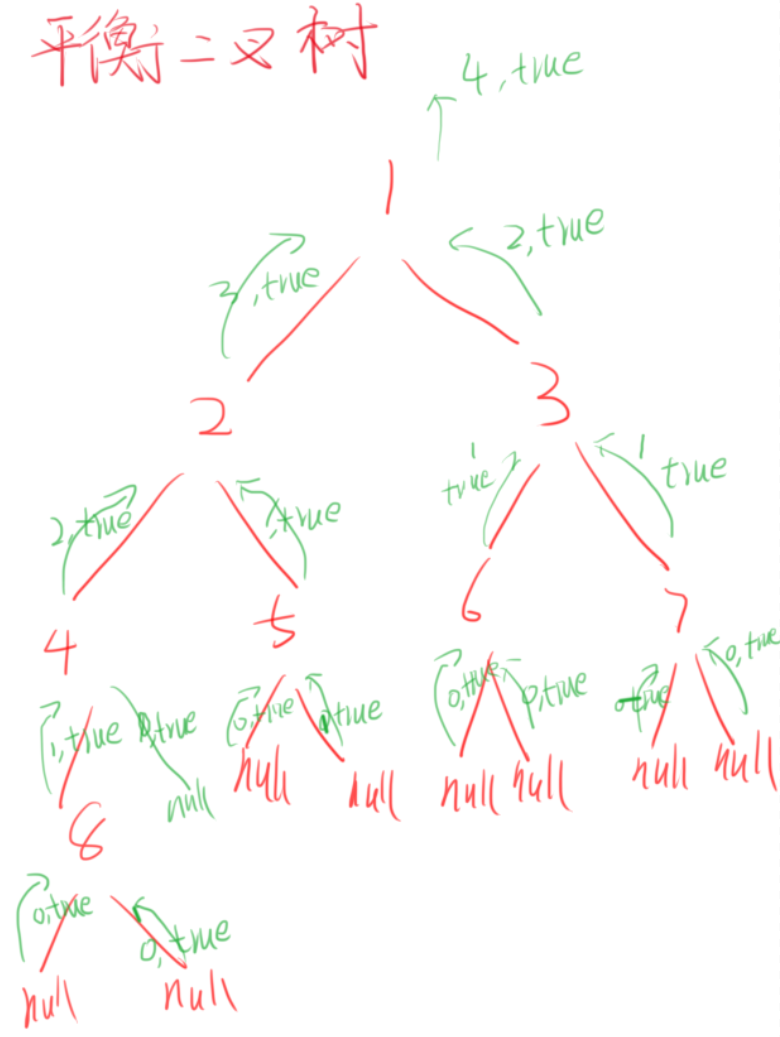 平衡二叉树
4,true
1
3,true
2,true
2
3
2,true
1,true
1
true
1
true
4
5
6
7
1,true
0,true
0,true
0,true
0,true
0,true
0,true
0,true
null
null
null
null
null
null
null
8
0,true
0,true
null
null